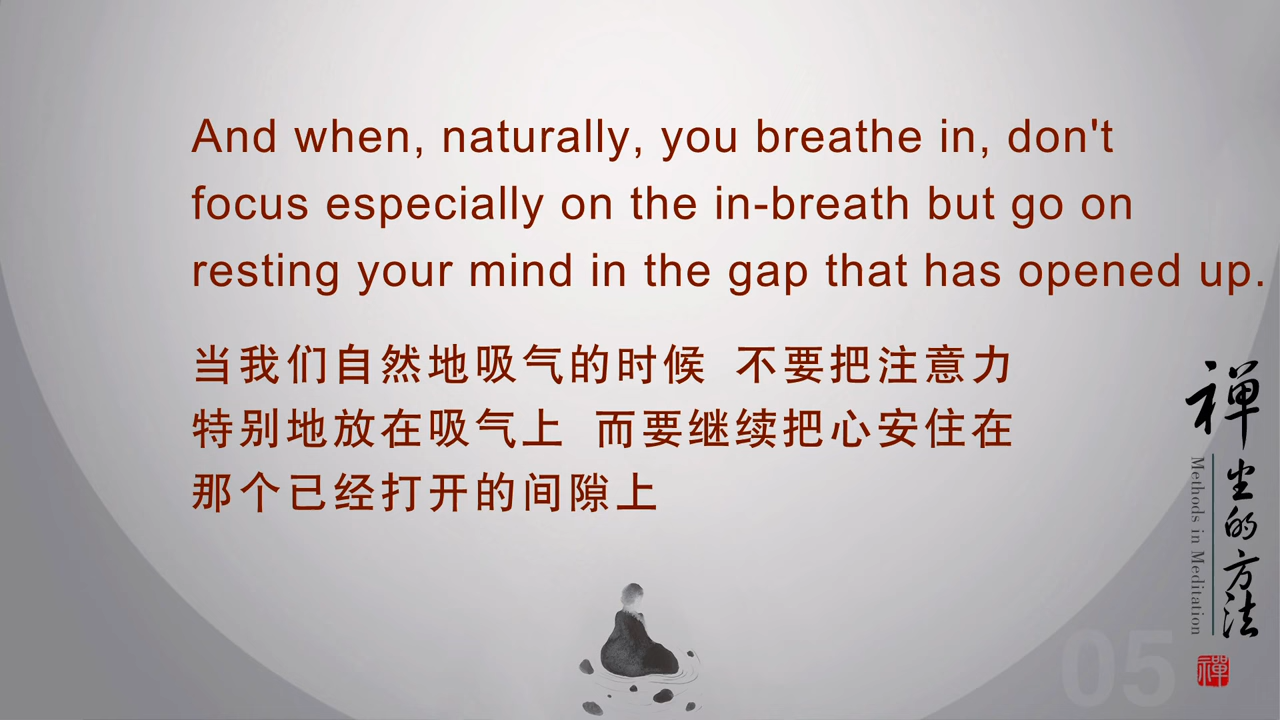 And when, naturally, you breathe in, don't
focus especially on the in-breath but go on
resting your mind in the gap that has opened up.
当我们自然地吸气的时候 不要把注意力
特别地放在吸气上 而要继续把心安住在
那个已经打开的间隙上
禅坐的方法
Methods in Meditation
05
禪